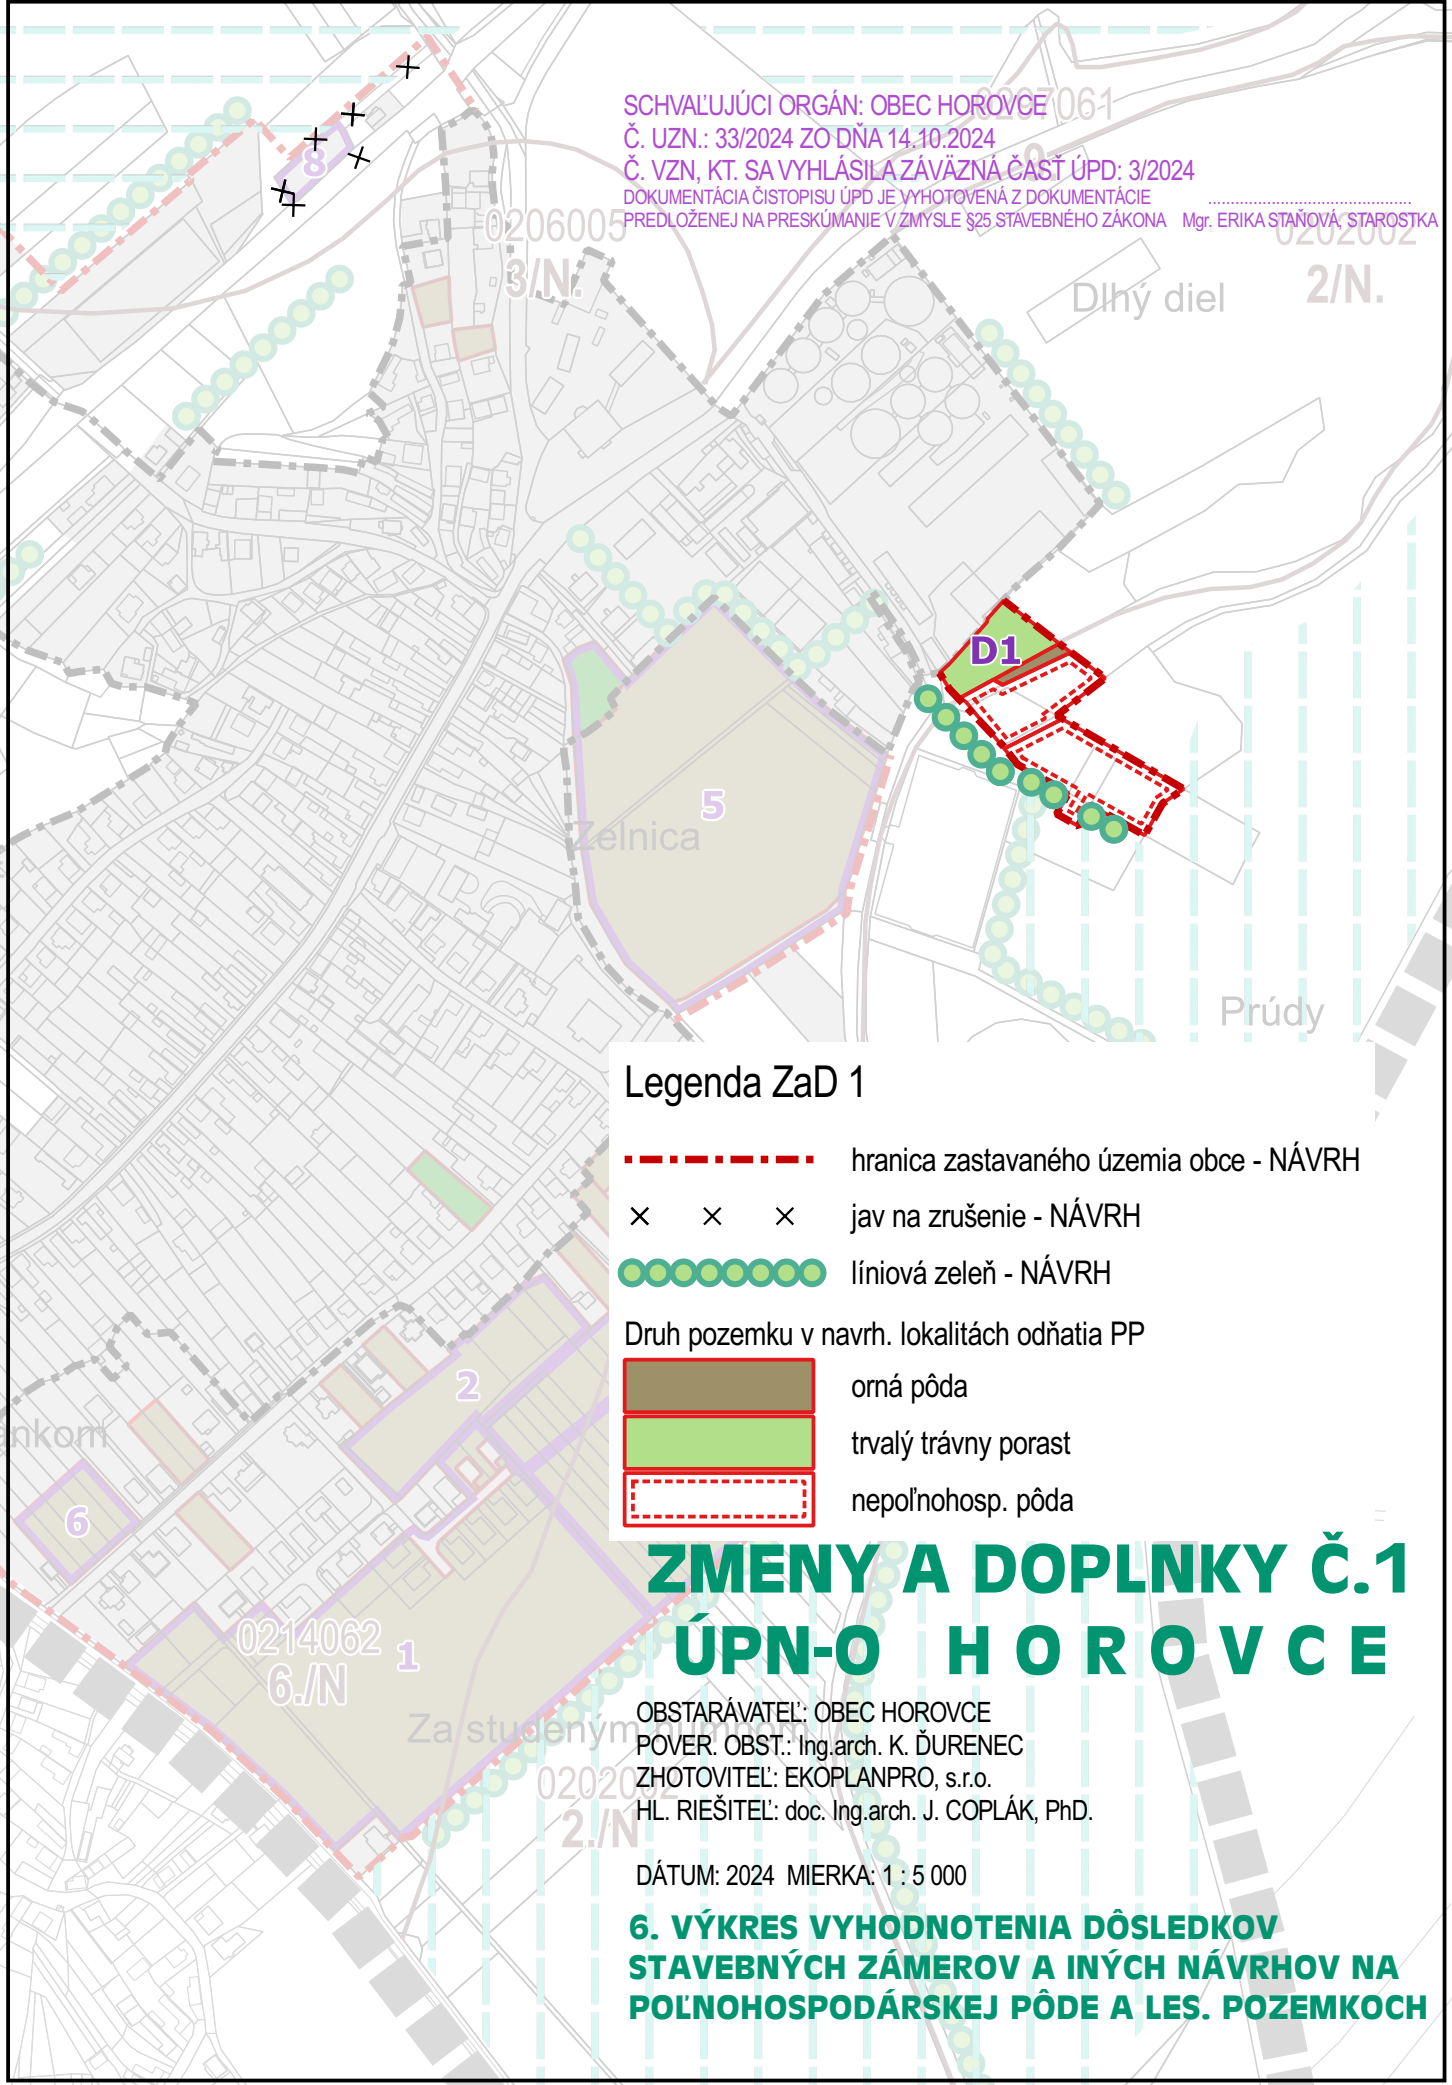 SCHVAĽUJÚCI ORGÁN: OBEC HOROVCE
Č. UZN.: 33/2024 ZO DŇA 14.10.2024
Č. VZN, KT. SA VYHLÁSILA ZÁVÄZNÁ ČASŤ ÚPD: 3/2024
DOKUMENTÁCIA ČISTOPISU ÚPD JE VYHOTOVENÁ Z DOKUMENTÁCIE
PREDLOŽENEJ NA PRESKÚMANIE V ZMYSLE §25 STAVEBNÉHO ZÁKONA Mgr. ERIKA STAŇOVÁ, STAROSTKA
8
0206005
3/N.
0202002
2/N.
Dlhý diel
D1
5
Zelnica
Prúdy
Legenda ZaD 1
hranica zastavaného územia obce - NÁVRH
jav na zrušenie - NÁVRH
líniová zeleň - NÁVRH
Druh pozemku v navrh. lokalitách odňatia PP
orná pôda
trvalý trávny porast
nepoľnohosp. pôda
2
6
0214062
6./N
1
Za studeným humnom
0202002
2./N
ZMENY A DOPLNKY Č.1
ÚPN-O HOROVCE
OBSTARÁVATEĽ: OBEC HOROVCE
POVER. OBST.: Ing.arch. K. ĎURENEC
ZHOTOVITEĽ: EKOPLANPRO, s.r.o.
HL. RIEŠITEĽ: doc. Ing.arch. J. COPLÁK, PhD.
DÁTUM: 2024 MIERKA: 1 : 5 000
6. VÝKRES VYHODNOTENIA DÔSLEDKOV
STAVEBNÝCH ZÁMEROV A INÝCH NÁVRHOV NA
POĽNOHOSPODÁRSKEJ PÔDE A LES. POZEMKOCH